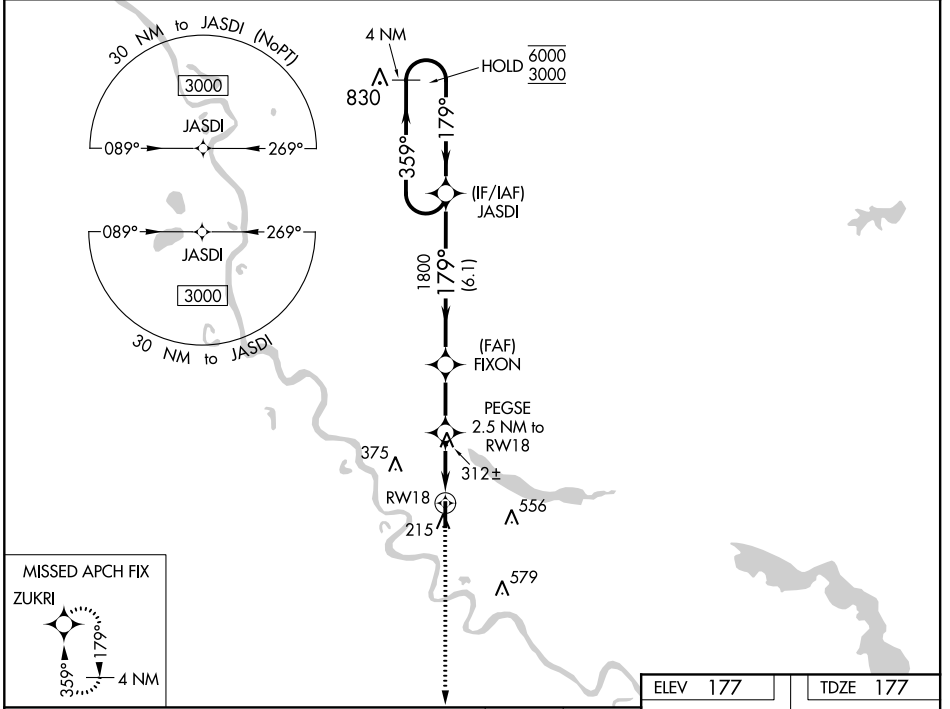 30 NM to JASDI (NoPT)
3000
JASDI
089°
269°
089°
269°
JASDI
3000
30 NM to JASDI
4 NM
830
HOLD
6000
3000
359°
179°
(IF/IAF)
JASDI
1800
179°
(6.1)
(FAF)
FIXON
PEGSE
2.5 NM to
RW18
312±
375
RW18
215
556
579
MISSED APCH FIX
ZUKRI
359°
179°
4 NM
ELEV 177
TDZE 177